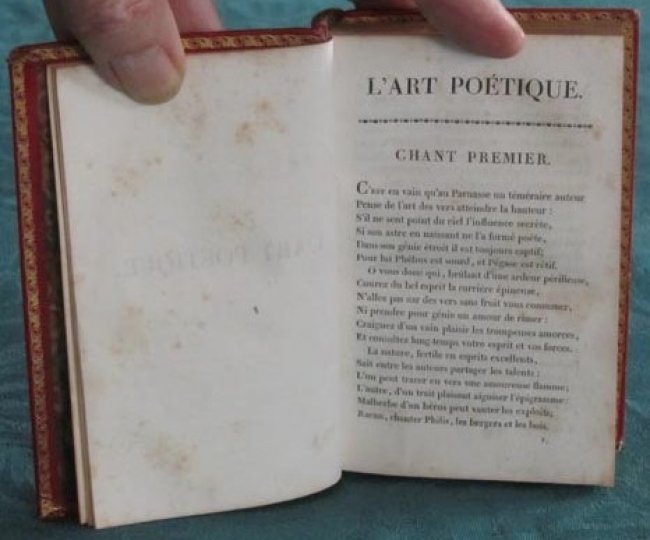 L'ART POÉTIQUE.
CHANT PREMIER.
C'est en vain qu'au Parnasse un téméraire auteur
Pense de l'art des vers atteindre la hauteur :
S'il ne sent point du ciel l'influence secrète,
Si son astre en naissant ne l'a formé poëte,
Dans son génie étroit il est toujours captif;
Pour lui Phébus est sourd, et Pégase est rétif.
O vous donc qui, brûlant d'une ardeur périlleuse,
Courez du bel esprit la carrière épineuse,
N'allez pas sur des vers sans fruit vous consumer,
Ni prendre pour génie un amour de rimer :
Craignez d'un vain plaisir les trompeuses amorces,
Et consultez long-temps votre esprit et vos forces.
La nature, fertile en esprits excellents,
Sait entre les auteurs partager les talents :
L'un peut tracer en vers une amoureuse flamme;
L'autre, d'un trait plaisant aiguiser l'épigramme:
Malherbe d'un héros peut vanter les exploits;
Racan, chanter Philis, les bergers et les bois.